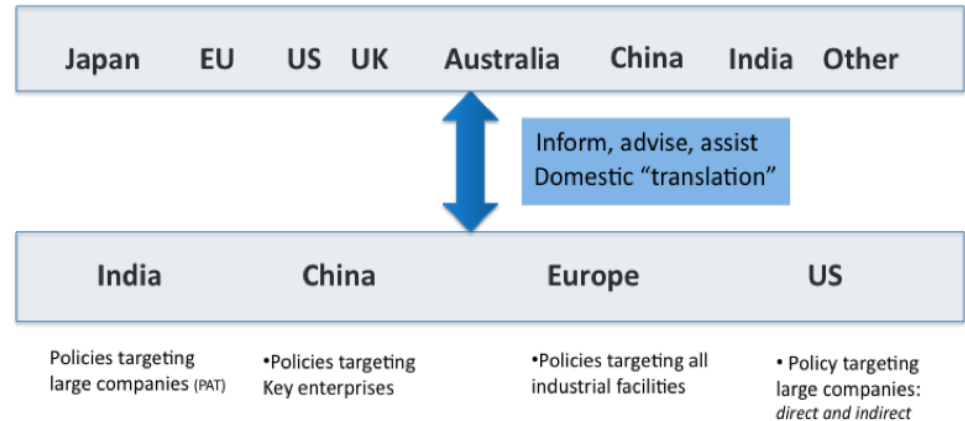 Japan EU US UK Australia China India Other
Inform, advise, assist
Domestic “translation”
India China Europe US
Policies targeting
large companies (PAT)
•Policies targeting
Key enterprises
•Policies targeting all
industrial facilities
• Policy targeting
large companies:
direct and indirect